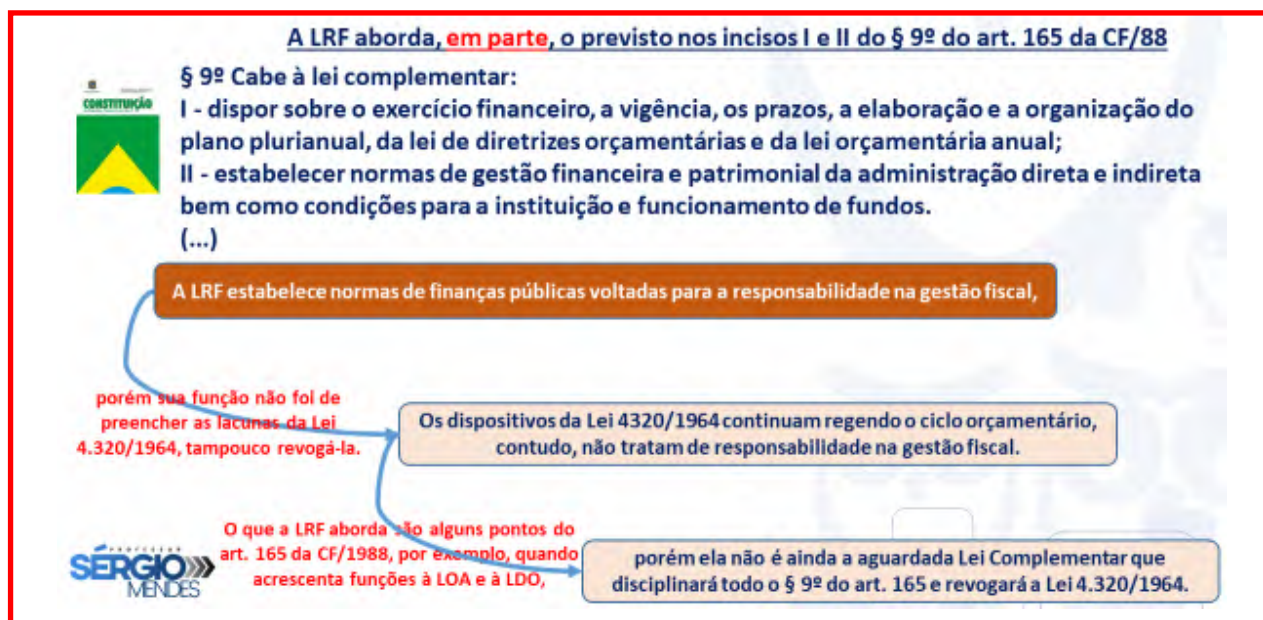 A LRF aborda, em parte, o previsto nos incisos I e II do § 9º do art. 165 da CF/88
§ 9º Cabe à lei complementar:
CONSTITUIÇÃO
I - dispor sobre o exercício financeiro, a vigência, os prazos, a elaboração e a organização do
plano plurianual, da lei de diretrizes orçamentárias e da lei orçamentária anual;
II - estabelecer normas de gestão financeira e patrimonial da administração direta e indireta
bem como condições para a instituição e funcionamento de fundos.
(...)
A LRF estabelece normas de finanças públicas voltadas para a responsabilidade na gestão fiscal,
porém sua função não foi de
preencher as lacunas da Lei
4.320/1964, tampouco revogá-la.
Os dispositivos da Lei 4320/1964 continuam regendo o ciclo orçamentário,
contudo, não tratam de responsabilidade na gestão fiscal.
O que a LRF aborda são alguns pontos do
art. 165 da CF/1988, por exemplo, quando
acrescenta funções à LOA e à LDO,
porém ela não é ainda a aguardada Lei Complementar que
disciplinará todo o § 9º do art. 165 e revogará a Lei 4.320/1964.
PROFESSOR
SÉRGIO
MENDES